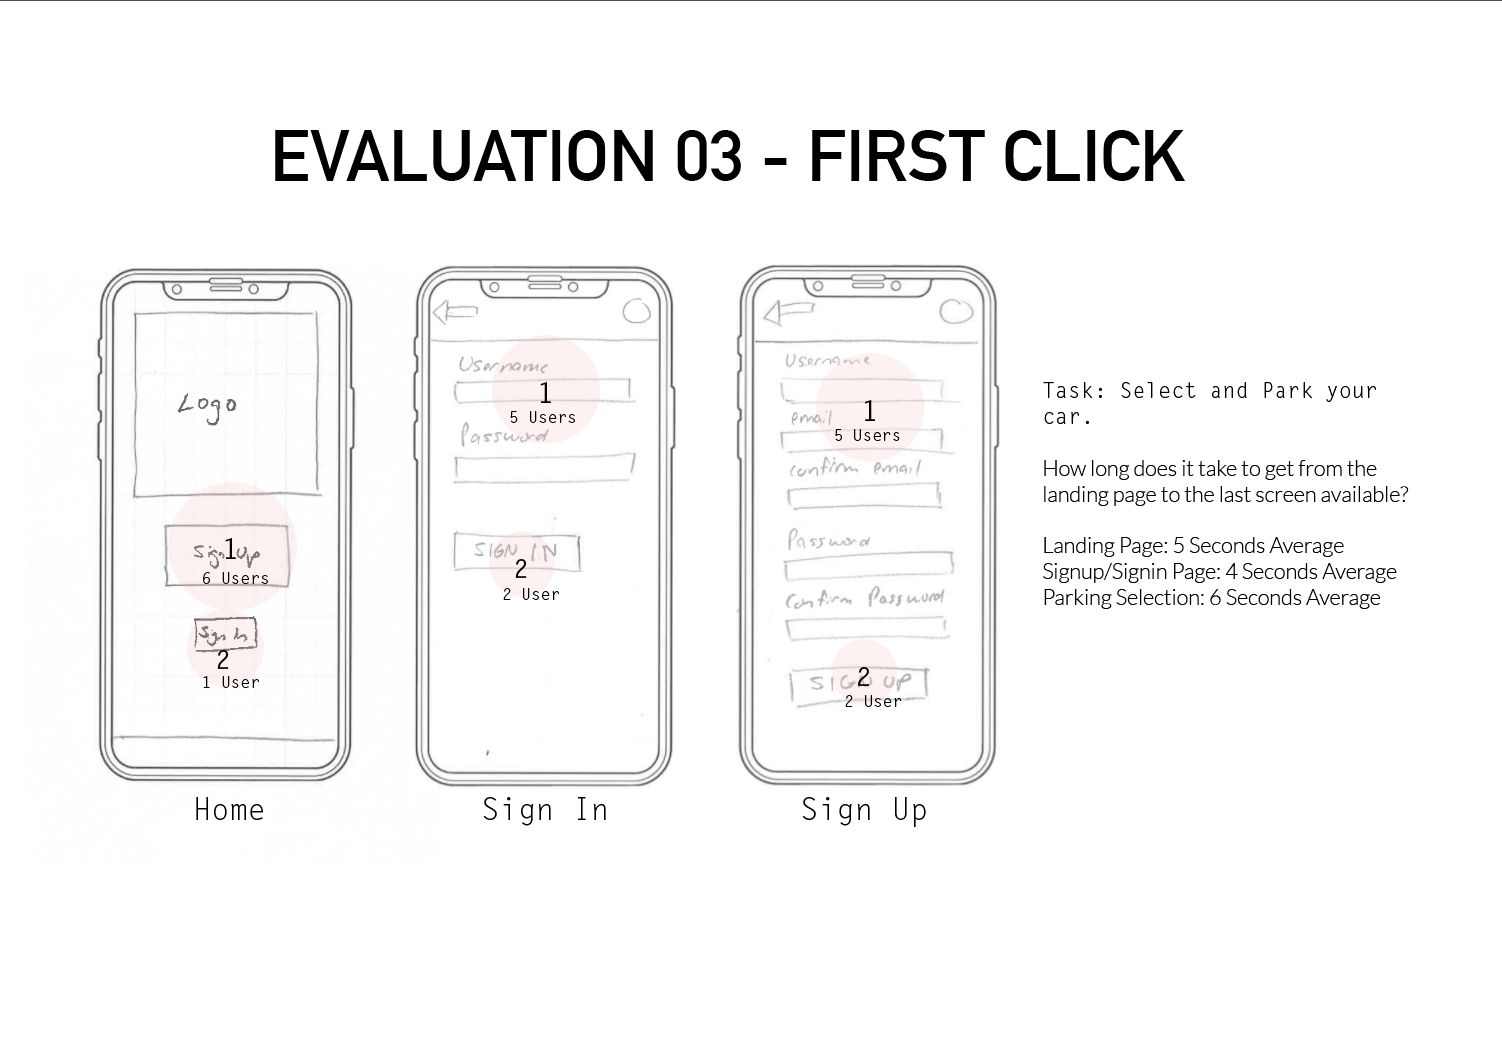 EVALUATION 03 - FIRST CLICK
Logo
Sign Up
1
6 Users
Sign In
2
1 User
Home
Username
1
5 Users
Password
SIGN IN
2
2 User
Sign In
Username
email
1
5 Users
confirm email
Password
Confirm Password
SIGN UP
2
2 User
Sign Up
Task: Select and Park your
car.
How long does it take to get from the
landing page to the last screen available?
Landing Page: 5 Seconds Average
Signup/Signin Page: 4 Seconds Average
Parking Selection: 6 Seconds Average